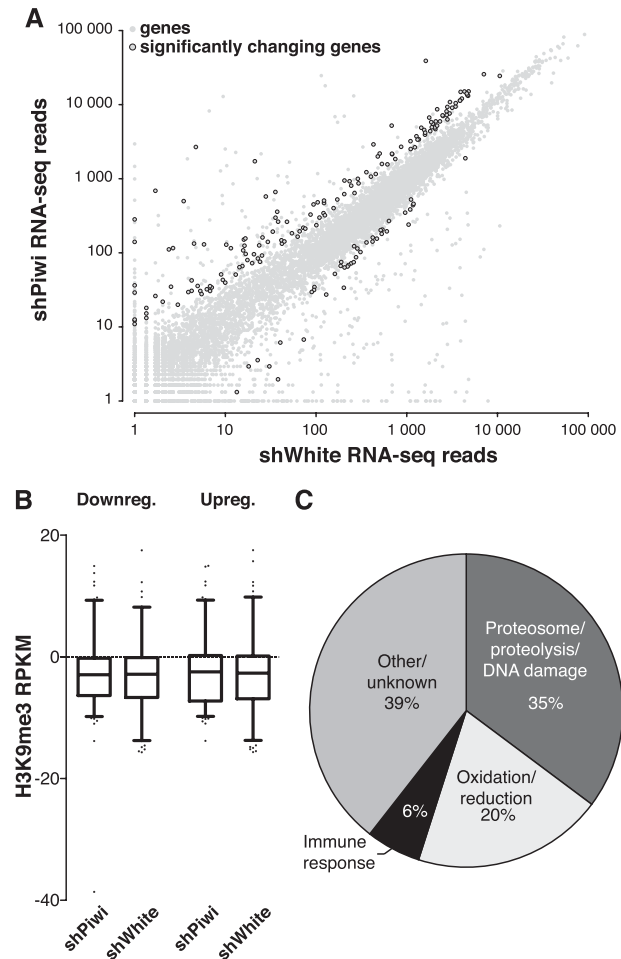 A
genes
significantly changing genes
100 000
10 000
1 000
100
10
1
shPiwi RNA-seq reads
1 10 100 1 000 10 000 100 000
shWhite RNA-seq reads
B
Downreg. Upreg.
20
0
-20
-40
H3K9me3 RPKM
shPiwi shWhite shPiwi shWhite
C
Proteosome/
proteolysis/
DNA damage
35%
Other/
unknown
39%
Oxidation/
reduction
20%
6%
Immune
response